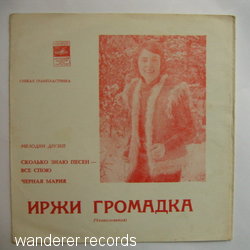 ГИБКАЯ ГРАМПЛАСТИНКА
МЕЛОДИИ ДРУЗЕЙ
СКОЛЬКО ЗНАЮ ПЕСЕН —
ВСЕ СПОЮ
ЧЕРНАЯ МАРИЯ
ИРЖИ ГРОМАДКА
(Чехословакия)
wanderer records